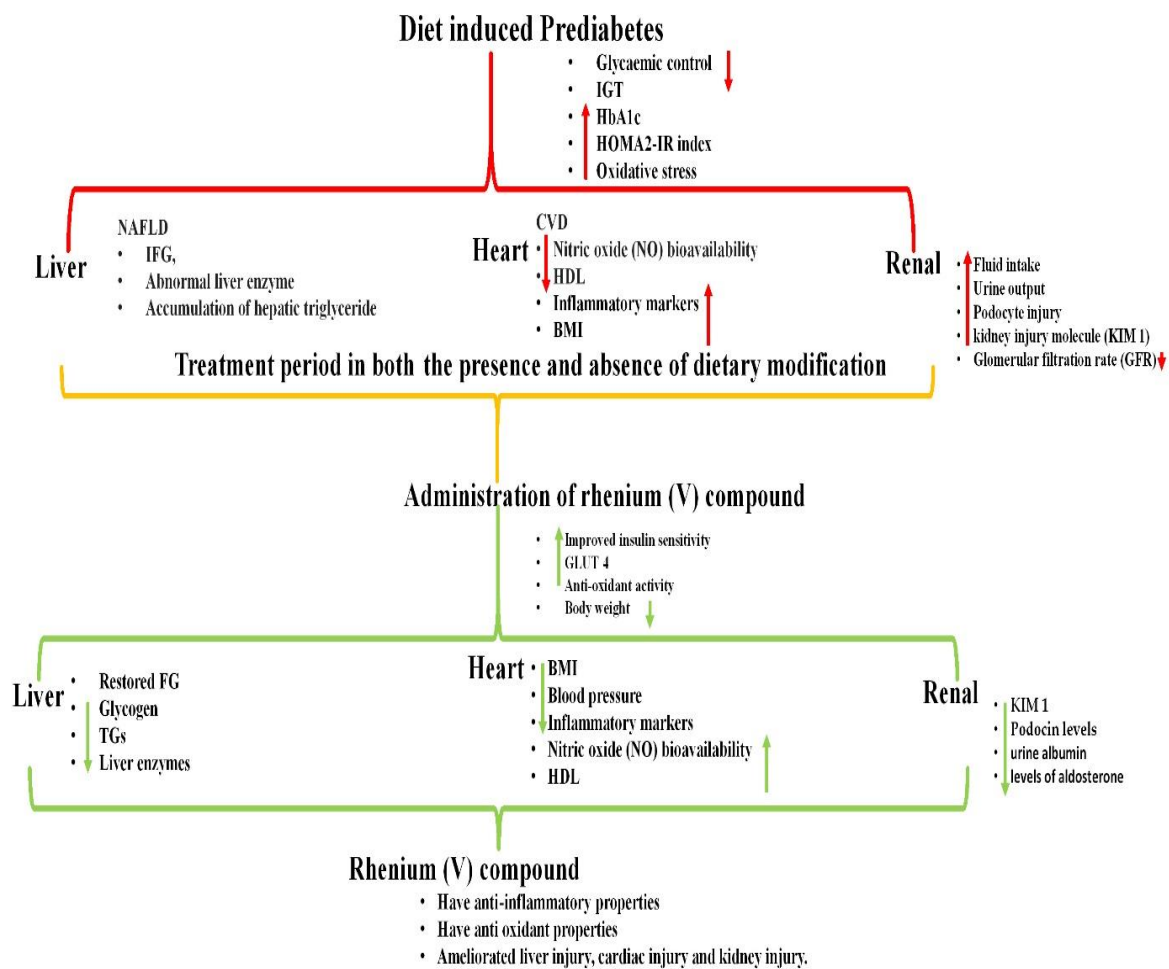 Diet induced Prediabetes
• Glycaemic control
• IGT
• HbA1c
• HOMA2-IR index
• Oxidative stress
Liver
NAFLD
• IFG,
• Abnormal liver enzyme
• Accumulation of hepatic triglyceride
Heart
CVD
• Nitric oxide (NO) bioavailability
• HDL
• Inflammatory markers
• BMI
Renal
• Fluid intake
• Urine output
• Podocyte injury
• kidney injury molecule (KIM 1)
• Glomerular filtration rate (GFR)
Treatment period in both the presence and absence of dietary modification
Administration of rhenium (V) compound
• Improved insulin sensitivity
• GLUT 4
• Anti-oxidant activity
• Body weight
Liver
• Restored FG
• Glycogen
• TGs
• Liver enzymes
Heart
• BMI
• Blood pressure
• Inflammatory markers
• Nitric oxide (NO) bioavailability
• HDL
Renal
• KIM 1
• Podocin levels
• urine albumin
• levels of aldosterone
Rhenium (V) compound
• Have anti-inflammatory properties
• Have anti oxidant properties
• Ameliorated liver injury, cardiac injury and kidney injury.